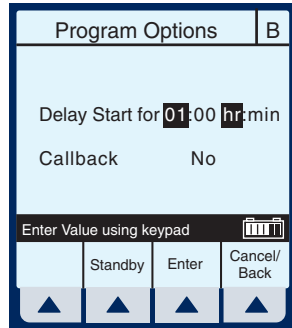 Program Options B
Delay Start for 01:00 hr:min
Callback No
Enter Value using keypad
Standby Enter Cancel/
Back